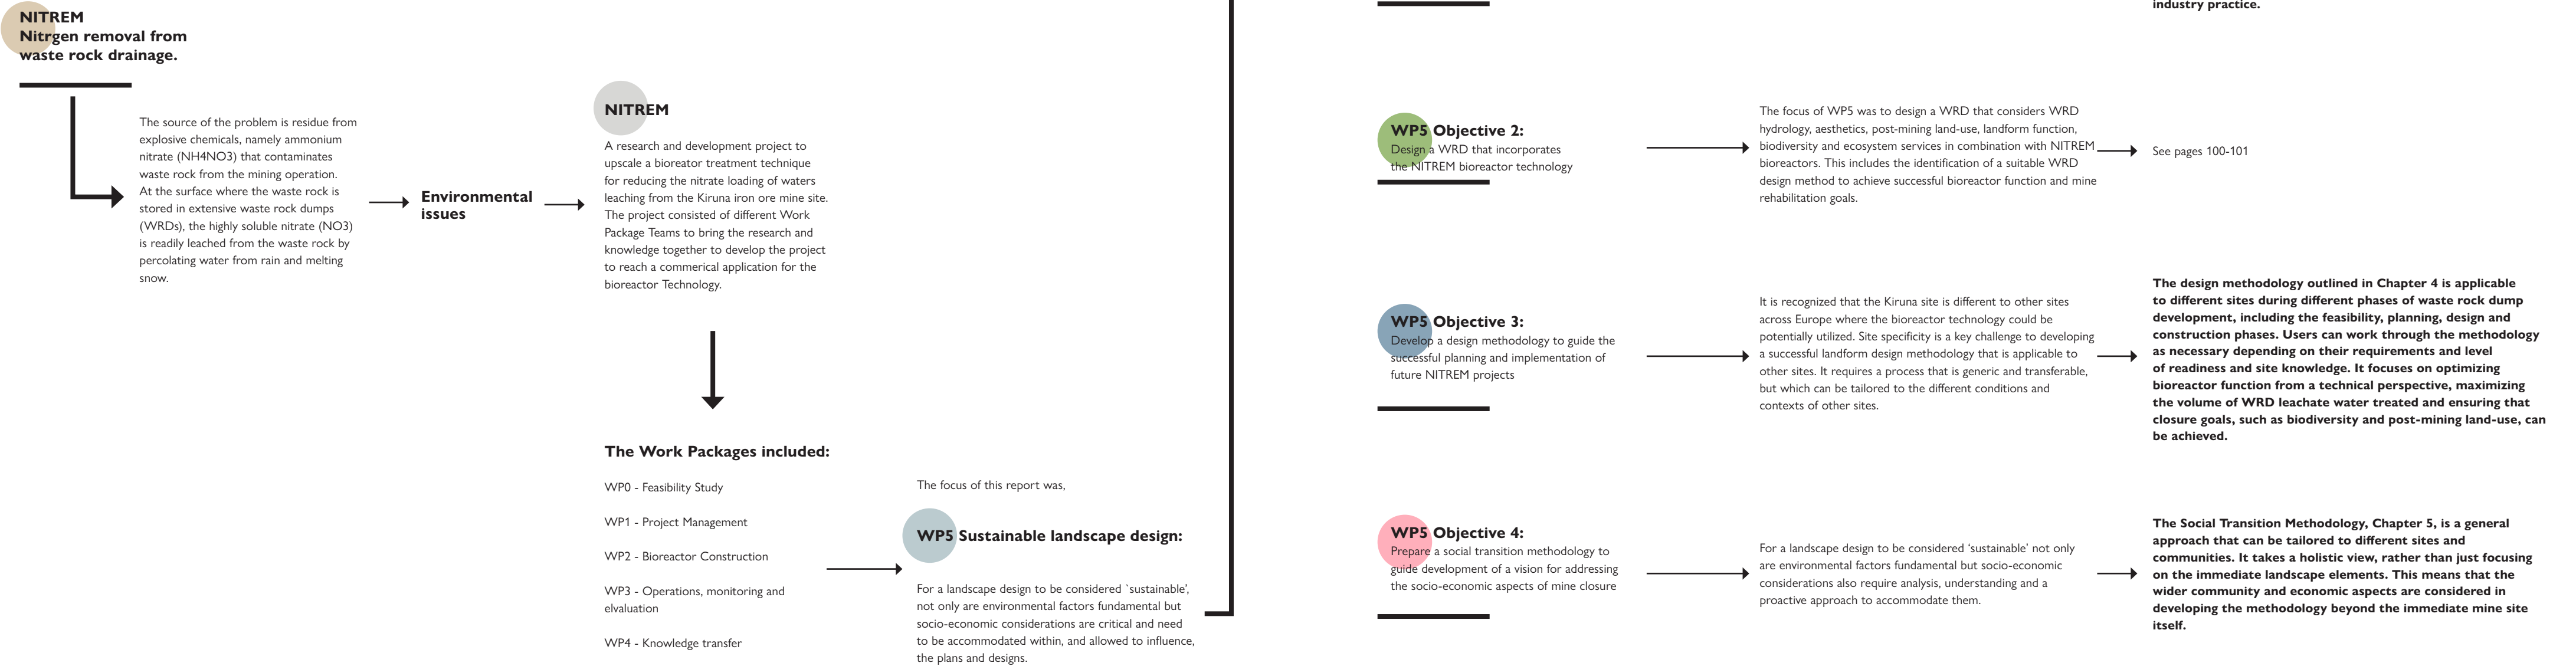 NITREM
Nitrgen removal from
waste rock drainage.
The source of the problem is residue from
explosive chemicals, namely ammonium
nitrate (NH4NO3) that contaminates
waste rock from the mining operation.
At the surface where the waste rock is
stored in extensive waste rock dumps
(WRDs), the highly soluble nitrate (NO3)
is readily leached from the waste rock by
percolating water from rain and melting
snow.
Environmental
issues
NITREM
A research and development project to
upscale a bioreator treatment technique
for reducing the nitrate loading of waters
leaching from the Kiruna iron ore mine site.
The project consisted of different Work
Package Teams to bring the research and
knowledge together to develop the project
to reach a commerical application for the
bioreactor Technology.
The Work Packages included:
WP0 - Feasibility Study
WP1 - Project Management
WP2 - Bioreactor Construction
WP3 - Operations, monitoring and
elvaluation
WP4 - Knowledge transfer
The focus of this report was,
WP5 Sustainable landscape design:
For a landscape design to be considered `sustainable',
not only are environmental factors fundamental but
socio-economic considerations are critical and need
to be accommodated within, and allowed to influence,
the plans and designs.
industry practice.
WP5 Objective 2:
Design a WRD that incorporates
the NITREM bioreactor technology
The focus of WP5 was to design a WRD that considers WRD
hydrology, aesthetics, post-mining land-use, landform function,
biodiversity and ecosystem services in combination with NITREM
bioreactors. This includes the identification of a suitable WRD
design method to achieve successful bioreactor function and mine
rehabilitation goals.
See pages 100-101
WP5 Objective 3:
Develop a design methodology to guide the
successful planning and implementation of
future NITREM projects
It is recognized that the Kiruna site is different to other sites
across Europe where the bioreactor technology could be
potentially utilized. Site specificity is a key challenge to developing
a successful landform design methodology that is applicable to
other sites. It requires a process that is generic and transferable,
but which can be tailored to the different conditions and
contexts of other sites.
The design methodology outlined in Chapter 4 is applicable
to different sites during different phases of waste rock dump
development, including the feasibility, planning, design and
construction phases. Users can work through the methodology
as necessary depending on their requirements and level
of readiness and site knowledge. It focuses on optimizing
bioreactor function from a technical perspective, maximizing
the volume of WRD leachate water treated and ensuring that
closure goals, such as biodiversity and post-mining land-use, can
be achieved.
WP5 Objective 4:
Prepare a social transition methodology to
guide development of a vision for addressing
the socio-economic aspects of mine closure
For a landscape design to be considered ‘sustainable’ not only
are environmental factors fundamental but socio-economic
considerations also require analysis, understanding and a
proactive approach to accommodate them.
The Social Transition Methodology, Chapter 5, is a general
approach that can be tailored to different sites and
communities. It takes a holistic view, rather than just focusing
on the immediate landscape elements. This means that the
wider community and economic aspects are considered in
developing the methodology beyond the immediate mine site
itself.